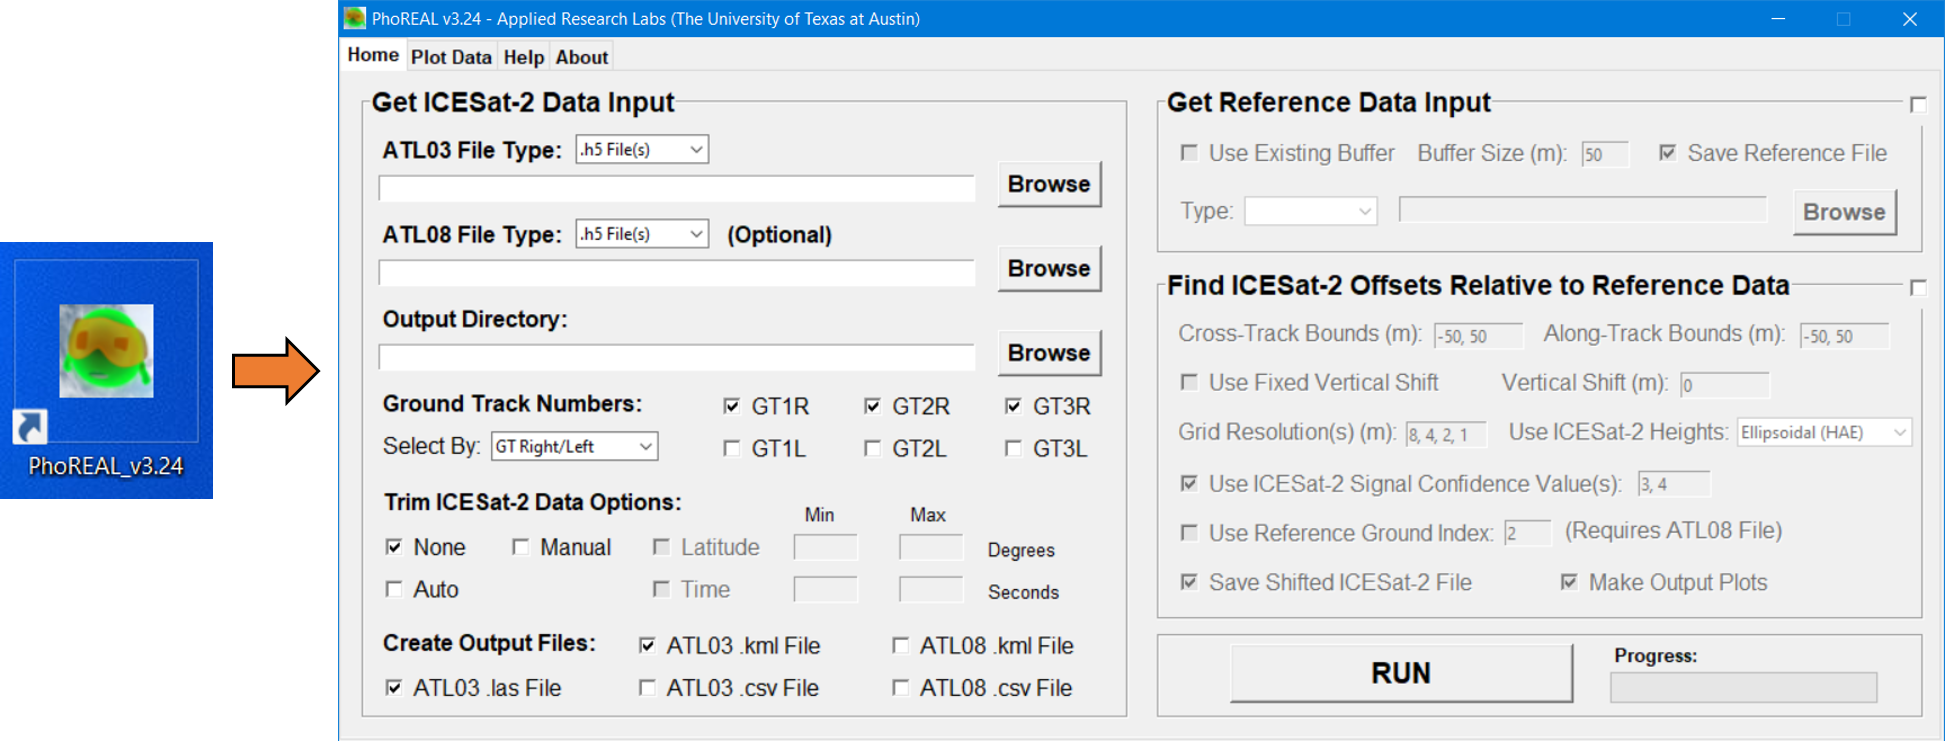 PhoREAL_v3.24
PhoREAL v3.24 - Applied Research Labs (The University of Texas at Austin)
Home Plot Data Help About
Get ICESat-2 Data Input
ATL03 File Type: .h5 File(s)
Browse
ATL08 File Type: .h5 File(s) (Optional)
Browse
Output Directory:
Browse
Ground Track Numbers: GT1R GT2R GT3R
Select By: GT Right/Left GT1L GT2L GT3L
Trim ICESat-2 Data Options:
Min Max
None Manual Latitude Degrees
Auto Time Seconds
Create Output Files: ATL03 .kml File ATL08 .kml File
ATL03 .las File ATL03 .csv File ATL08 .csv File
Get Reference Data Input
Use Existing Buffer Buffer Size (m): 50 Save Reference File
Type: Browse
Find ICESat-2 Offsets Relative to Reference Data
Cross-Track Bounds (m): -50, 50 Along-Track Bounds (m): -50, 50
Use Fixed Vertical Shift Vertical Shift (m): 0
Grid Resolution(s) (m): 8, 4, 2, 1 Use ICESat-2 Heights: Ellipsoidal (HAE)
Use ICESat-2 Signal Confidence Value(s): 3, 4
Use Reference Ground Index: 2 (Requires ATL08 File)
Save Shifted ICESat-2 File Make Output Plots
RUN
Progress: